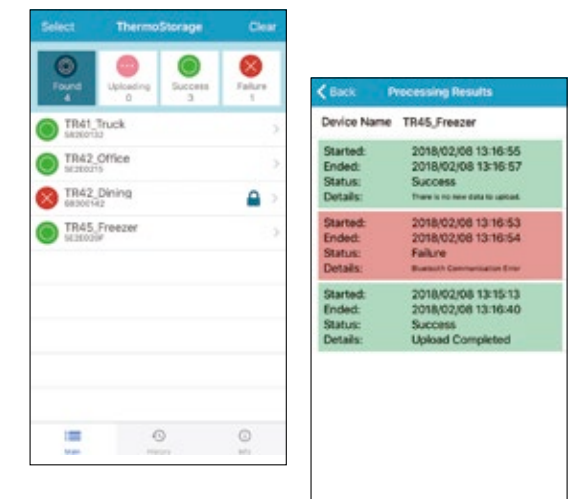 Select ThermoStorage Clear
Found Uploading Success Failure
4 0 3 1
TR41_Truck
TR42_Office
TR42_Dining
TR45_Freezer
Main History Info
Back Processing Results
Device Name TR45_Freezer
Started: 2018/02/08 13:16:55
Ended: 2018/02/08 13:16:57
Status: Success
Details: There is no new data to upload.
Started: 2018/02/08 13:16:53
Ended: 2018/02/08 13:16:54
Status: Failure
Details: Bluetooth Communication Error
Started: 2018/02/08 13:15:13
Ended: 2018/02/08 13:16:40
Status: Success
Details: Upload Completed